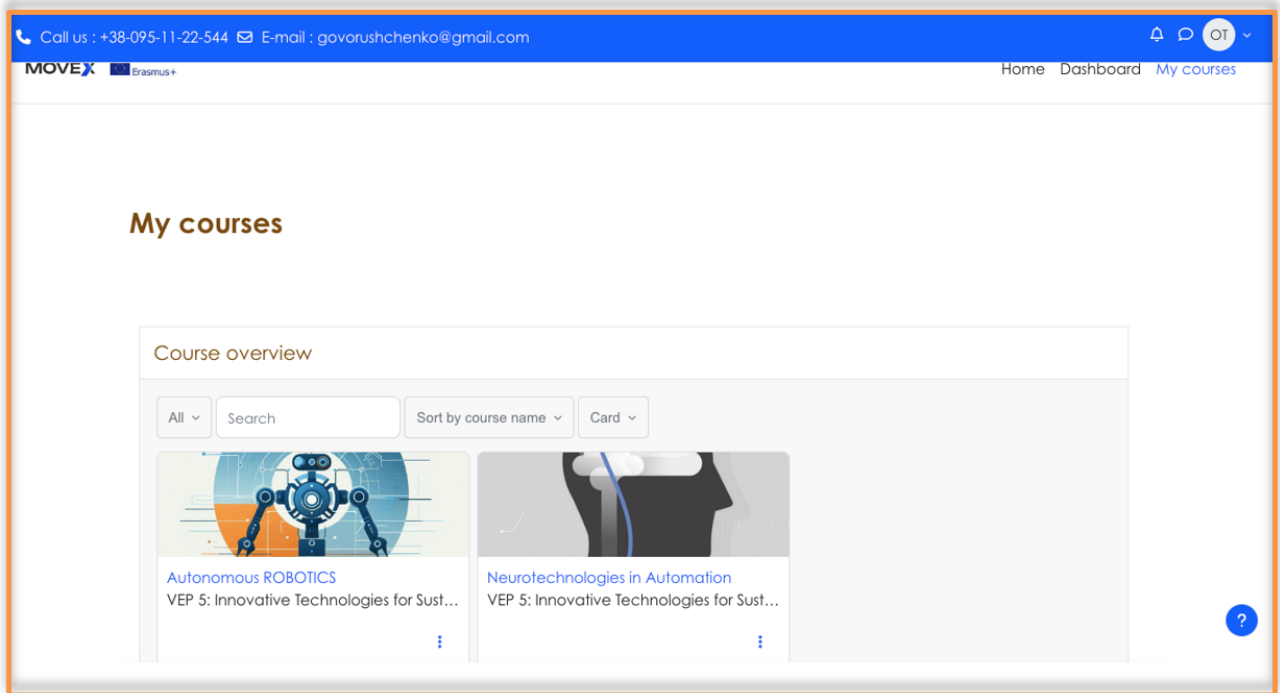 Call us : +38-095-11-22-544 E-mail : govorushchenko@gmail.com
OT
MOVEX Erasmus+
Home Dashboard My courses
My courses
Course overview
All Search Sort by course name Card
Autonomous ROBOTICS
VEP 5: Innovative Technologies for Sust...
Neurotechnologies in Automation
VEP 5: Innovative Technologies for Sust...
?